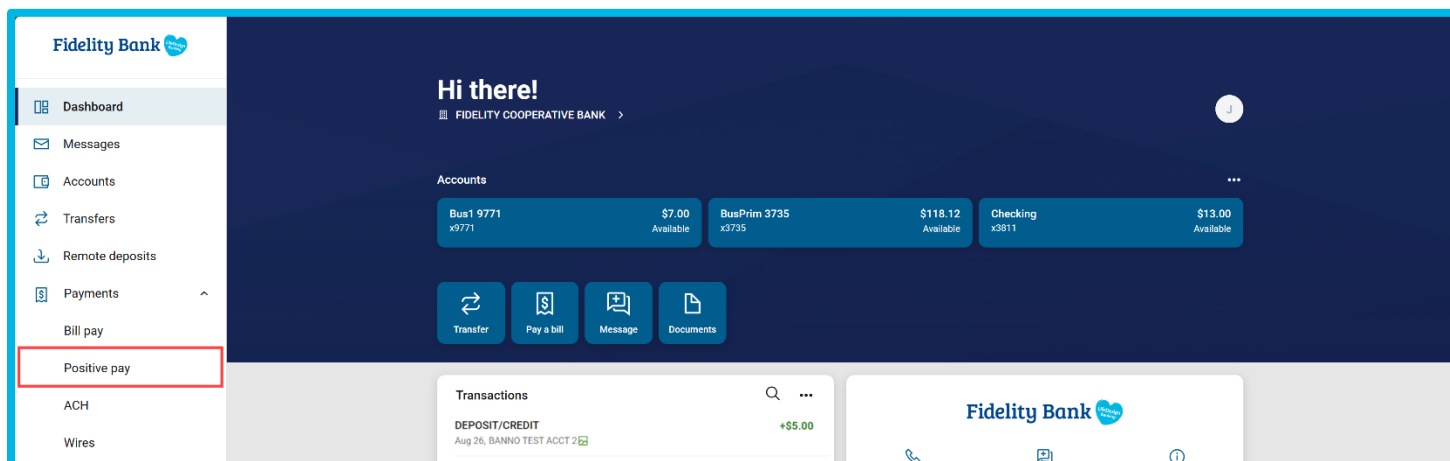 Fidelity Bank
Dashboard
Messages
Accounts
Transfers
Remote deposits
Payments
Bill pay
Positive pay
ACH
Wires
Hi there!
FIDELITY COOPERATIVE BANK
J
Accounts
Bus1 9771 $7.00
x9771 Available
BusPrim 3735 $118.12
x3735 Available
Checking $13.00
x3811 Available
Transfer
Pay a bill
Message
Documents
Transactions
DEPOSIT/CREDIT +$5.00
Aug 26, BANNO TEST ACCT 2
Fidelity Bank